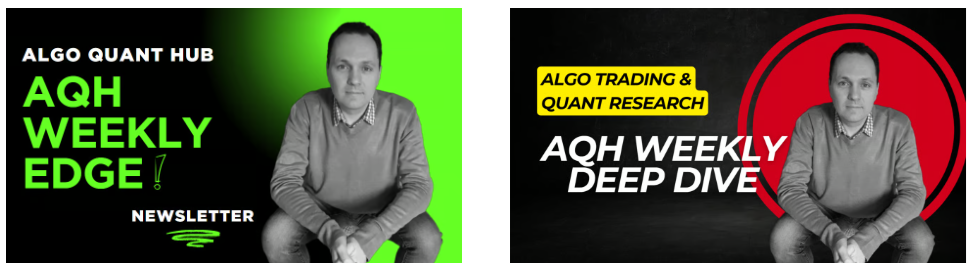 ALGO QUANT HUB
AQH
WEEKLY
EDGE!
NEWSLETTER
ALGO TRADING &
QUANT RESEARCH
AQH WEEKLY
DEEP DIVE